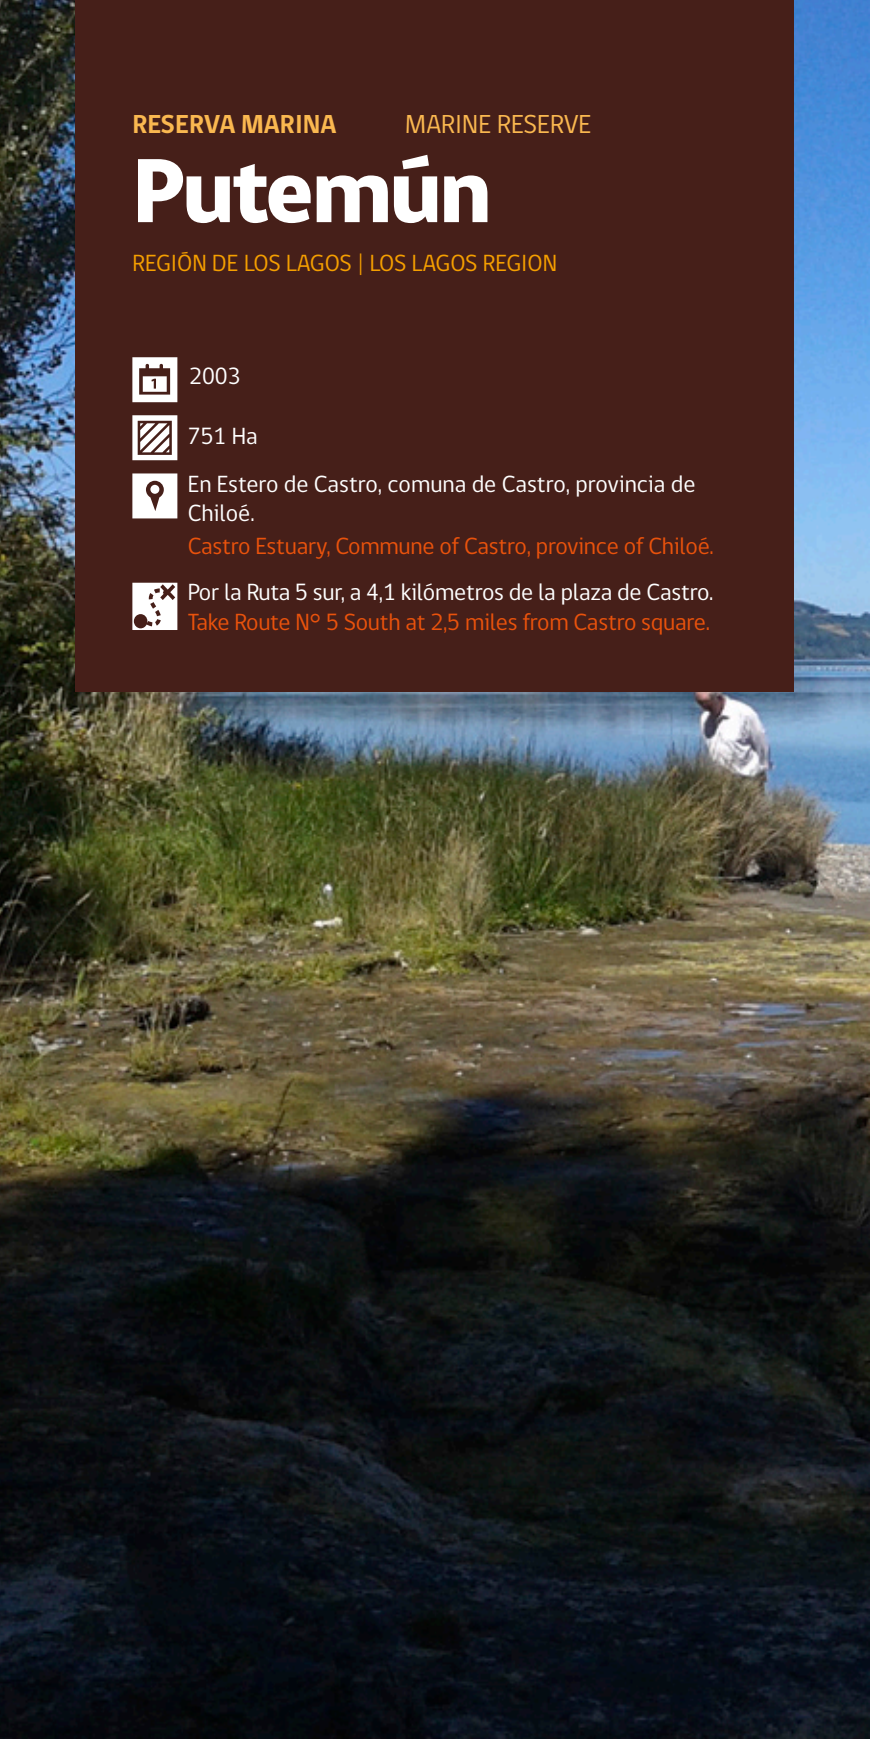 RESERVA MARINA MARINE RESERVE
Putemún
REGIÓN DE LOS LAGOS | LOS LAGOS REGION
1
2003
751 Ha
En Estero de Castro, comuna de Castro, provincia de
Chiloé.
Castro Estuary, Commune of Castro, province of Chiloé.
Por la Ruta 5 sur, a 4,1 kilómetros de la plaza de Castro.
Take Route N° 5 South at 2,5 miles from Castro square.